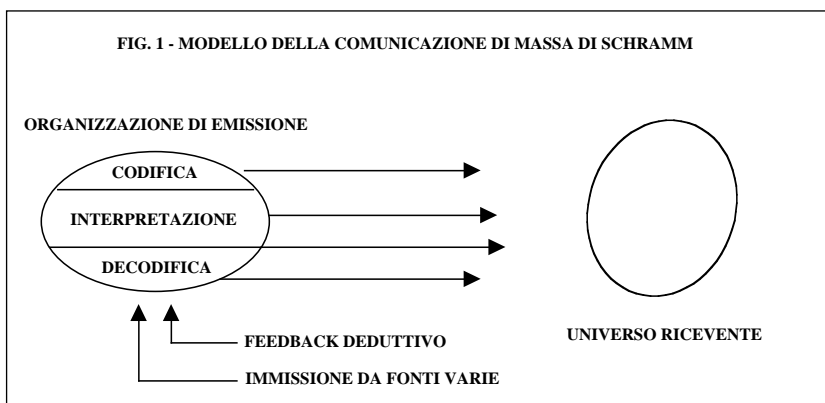 FIG. 1 - MODELLO DELLA COMUNICAZIONE DI MASSA DI SCHRAMM
ORGANIZZAZIONE DI EMISSIONE
CODIFICA
INTERPRETAZIONE
DECODIFICA
UNIVERSO RICEVENTE
FEEDBACK DEDUTTIVO
IMMISSIONE DA FONTI VARIE